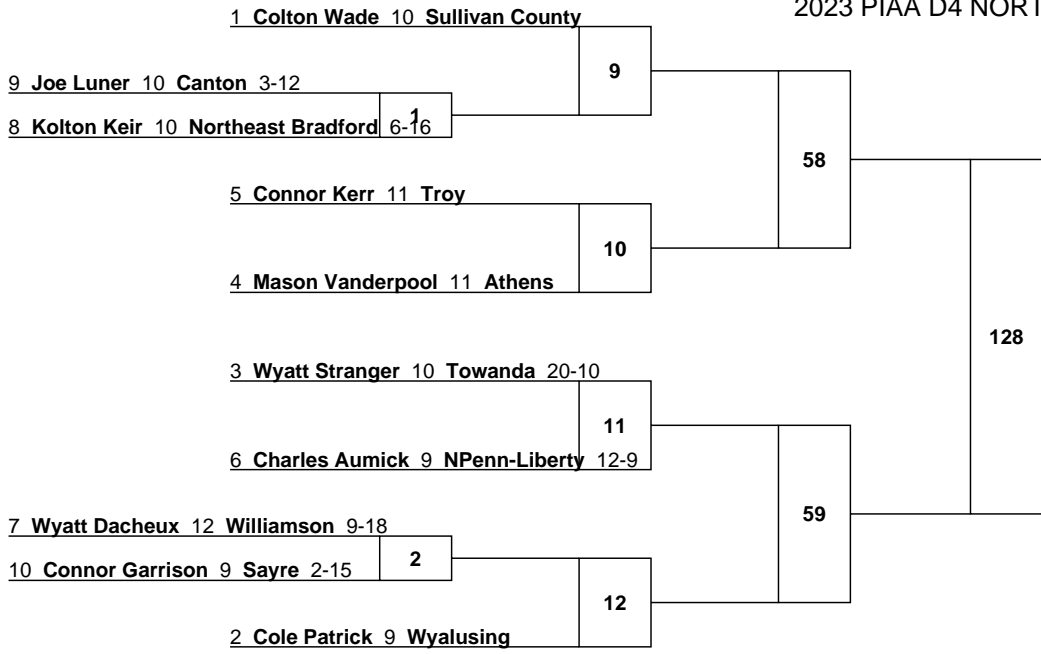 2023 PIAA D4 NORT
1 Colton Wade 10 Sullivan County
9
9 Joe Luner 10 Canton 3-12
1
8 Kolton Keir 10 Northeast Bradford 6-16
58
5 Connor Kerr 11 Troy
10
4 Mason Vanderpool 11 Athens
128
3 Wyatt Stranger 10 Towanda 20-10
11
6 Charles Aumick 9 NPenn-Liberty 12-9
59
7 Wyatt Dacheux 12 Williamson 9-18
2
10 Connor Garrison 9 Sayre 2-15
12
2 Cole Patrick 9 Wyalusing